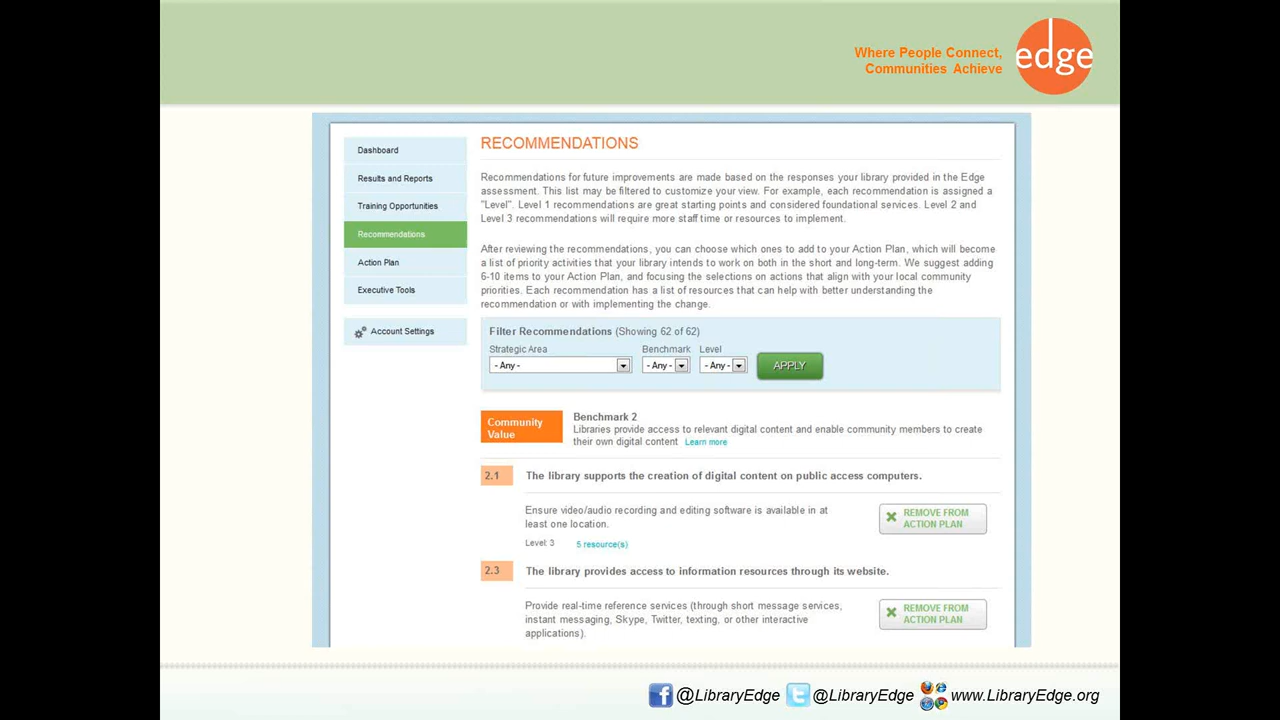 Where People Connect,
Communities Achieve
edge
Dashboard
Results and Reports
Training Opportunities
Recommendations
Action Plan
Executive Tools
Account Settings
RECOMMENDATIONS
Recommendations for future improvements are made based on the responses your library provided in the Edge
assessment. This list may be filtered to customize your view. For example, each recommendation is assigned a
"Level". Level 1 recommendations are great starting points and considered foundational services. Level 2 and
Level 3 recommendations will require more staff time or resources to implement.
After reviewing the recommendations, you can choose which ones to add to your Action Plan, which will become
a list of priority activities that your library intends to work on both in the short and long-term. We suggest adding
6-10 items to your Action Plan, and focusing the selections on actions that align with your local community
priorities. Each recommendation has a list of resources that can help with better understanding the
recommendation or with implementing the change.
Filter Recommendations (Showing 62 of 62)
Strategic Area Benchmark Level
- Any - - Any - - Any - APPLY
Community
Value
Benchmark 2
Libraries provide access to relevant digital content and enable community members to create
their own digital content Learn more
2.1 The library supports the creation of digital content on public access computers.
Ensure video/audio recording and editing software is available in at
least one location.
Level: 3 5 resource(s)
REMOVE FROM
ACTION PLAN
2.3 The library provides access to information resources through its website.
Provide real-time reference services (through short message services,
instant messaging, Skype, Twitter, texting, or other interactive
applications).
REMOVE FROM
ACTION PLAN
@LibraryEdge @LibraryEdge www.LibraryEdge.org